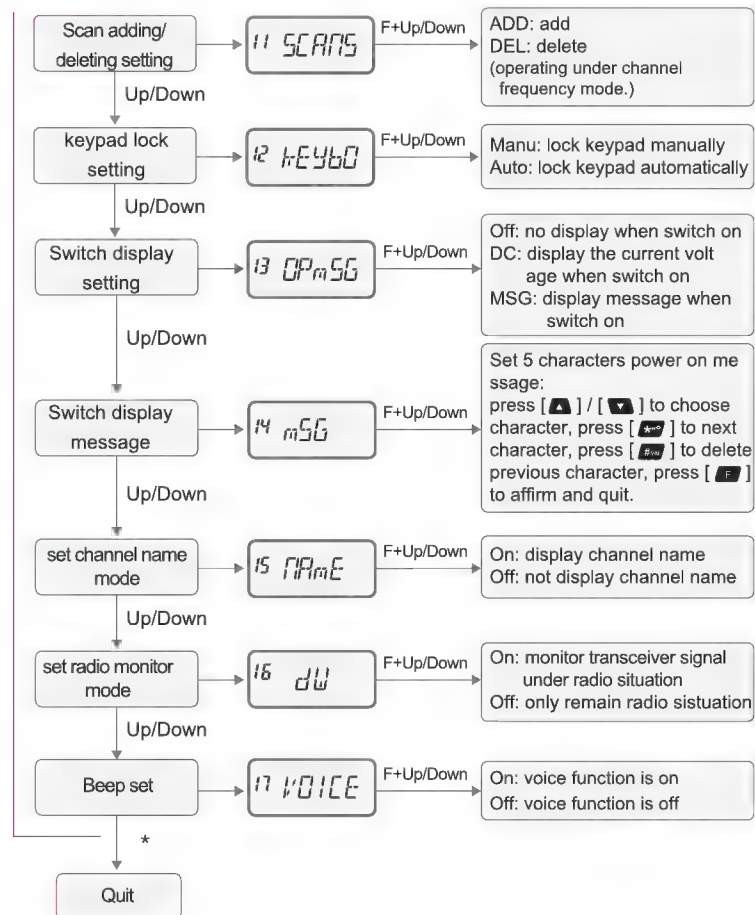 Scan adding/
deleting setting
11 SCANS
F+Up/Down
ADD: add
DEL: delete
(operating under channel
frequency mode.)
Up/Down
keypad lock
setting
12 KEYBO
F+Up/Down
Manu: lock keypad manually
Auto: lock keypad automatically
Up/Down
Switch display
setting
13 OPmSG
F+Up/Down
Off: no display when switch on
DC: display the current volt
age when switch on
MSG: display message when
switch on
Up/Down
Switch display
message
14 mSG
F+Up/Down
Set 5 characters power on me
ssage:
press [ ▲ ] / [ ▼ ] to choose
character, press [ * ] to next
character, press [ # ] to delete
previous character, press [ F ]
to affirm and quit.
Up/Down
set channel name
mode
15 NAmE
F+Up/Down
On: display channel name
Off: not display channel name
Up/Down
set radio monitor
mode
16 dW
F+Up/Down
On: monitor transceiver signal
under radio situation
Off: only remain radio sistuation
Up/Down
Beep set
17 VOICE
F+Up/Down
On: voice function is on
Off: voice function is off
*
Quit